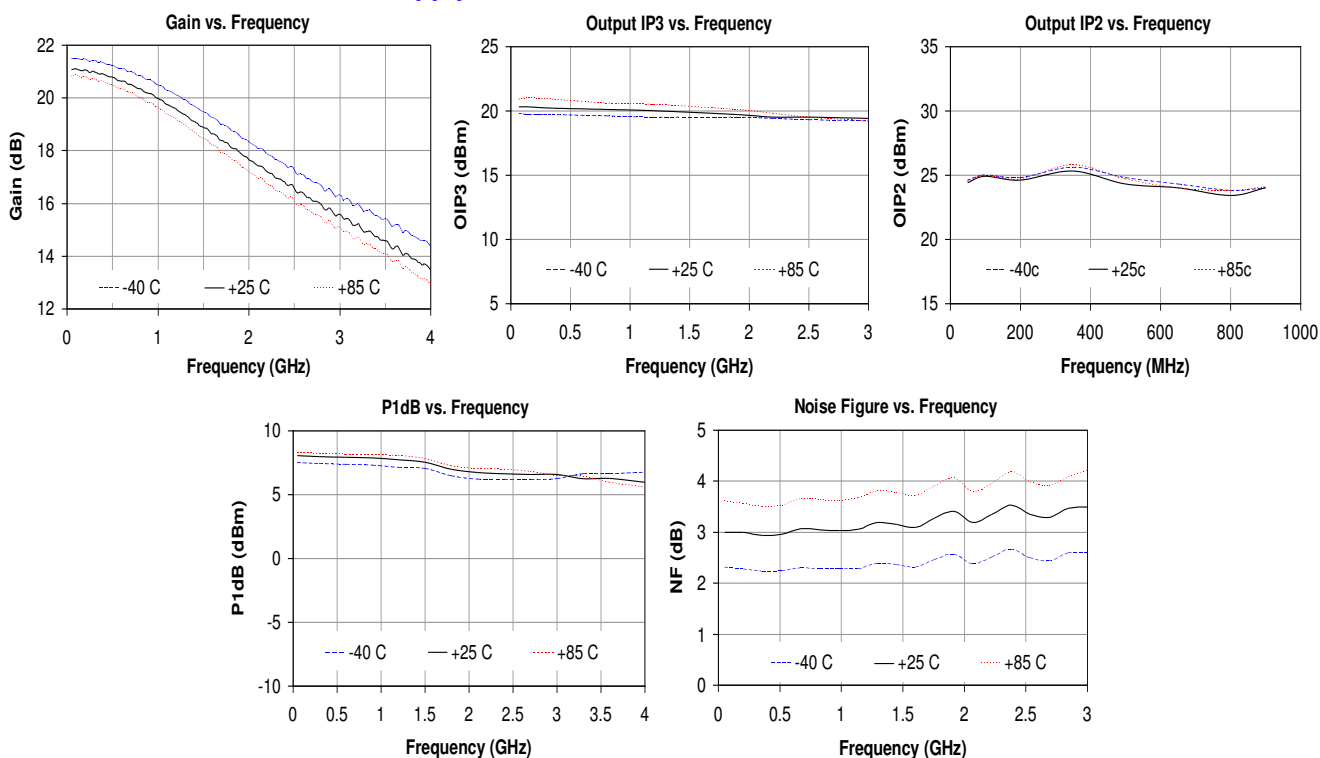 Gain vs. Frequency
22
20
18
16
14
12
Gain (dB)
-40 C
+25 C
+85 C
0
1
2
3
4
Frequency (GHz)
Output IP3 vs. Frequency
25
20
15
10
5
OIP3 (dBm)
-40 C
+25 C
+85 C
0
0.5
1
1.5
2
2.5
3
Frequency (GHz)
Output IP2 vs. Frequency
35
30
25
20
15
OIP2 (dBm)
-40c
+25c
+85c
0
200
400
600
800
1000
Frequency (MHz)
P1dB vs. Frequency
10
5
0
-5
-10
P1dB (dBm)
-40 C
+25 C
+85 C
0
0.5
1
1.5
2
2.5
3
3.5
4
Frequency (GHz)
Noise Figure vs. Frequency
5
4
3
2
1
0
NF (dB)
-40 C
+25 C
+85 C
0
0.5
1
1.5
2
2.5
3
Frequency (GHz)